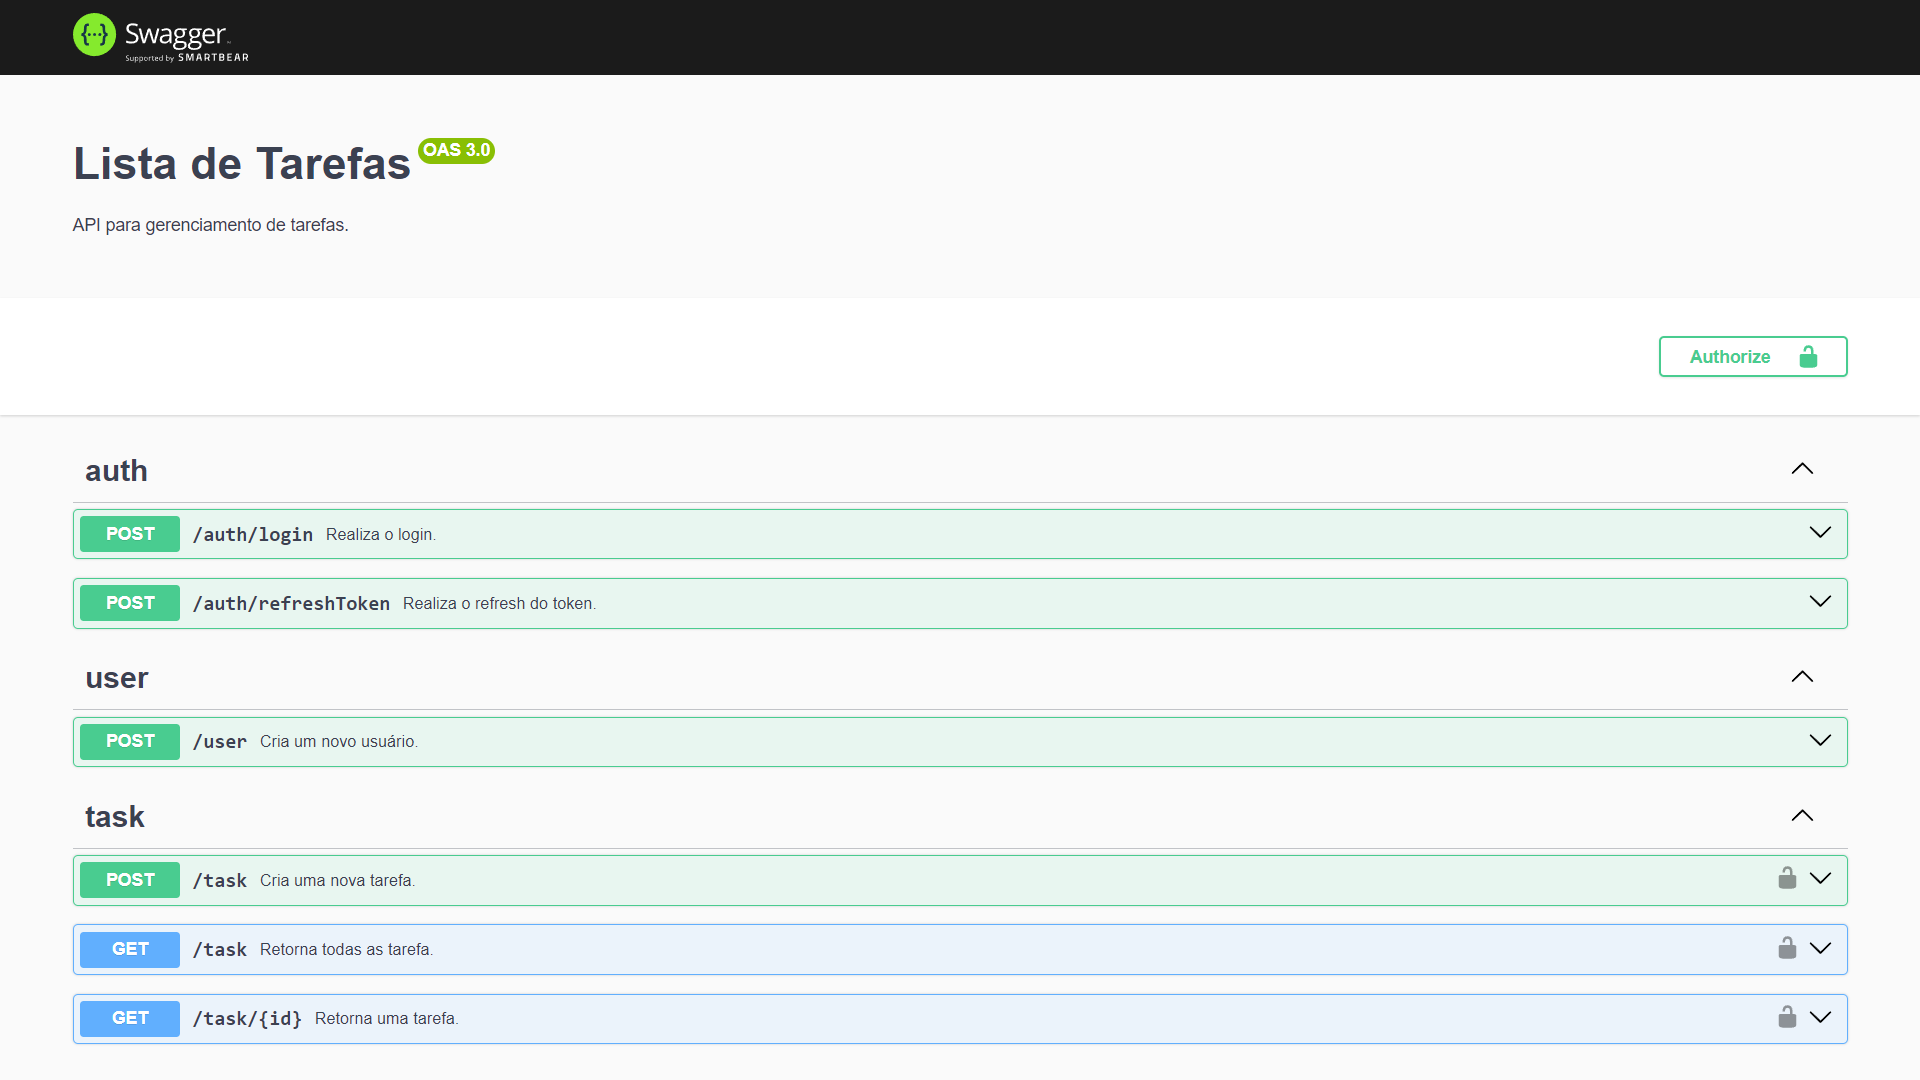 {···} Swagger
Supported by SMARTBEAR
Lista de Tarefas OAS 3.0
API para gerenciamento de tarefas.
Authorize
auth
POST /auth/login Realiza o login.
POST /auth/refreshToken Realiza o refresh do token.
user
POST /user Cria um novo usuário.
task
POST /task Cria uma nova tarefa.
GET /task Retorna todas as tarefa.
GET /task/{id} Retorna uma tarefa.